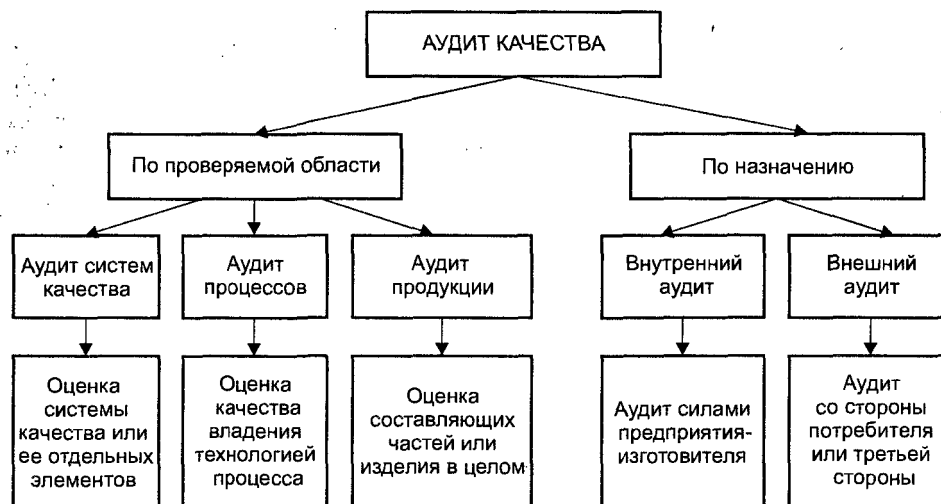 АУДИТ КАЧЕСТВА
По проверяемой области
По назначению
Аудит систем
качества
Аудит
процессов
Аудит
продукции
Внутренний
аудит
Внешний
аудит
Оценка
системы
качества или
ее отдельных
элементов
Оценка
качества
владения
технологией
процесса
Оценка
составляющих
частей или
изделия в целом
Аудит силами
предприятия-
изготовителя
Аудит
со стороны
потребителя
или третьей
стороны